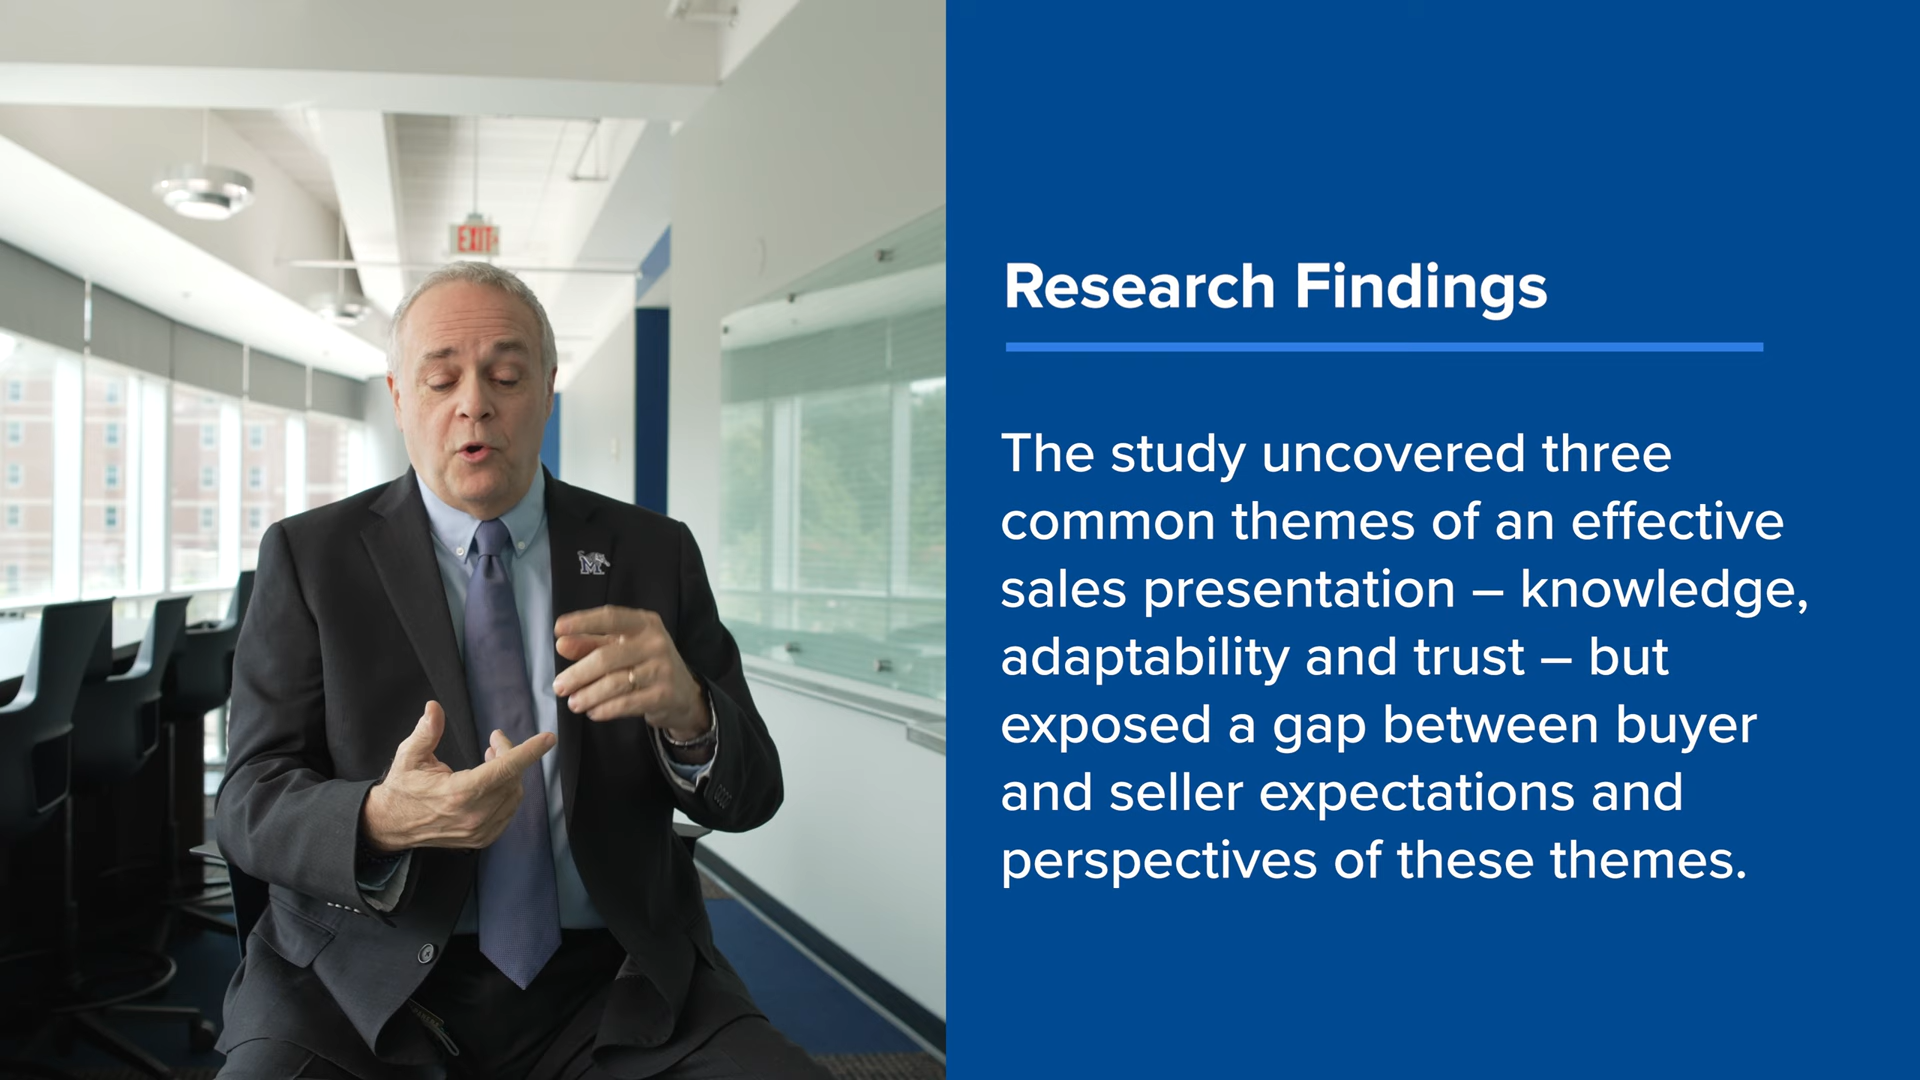 EXIT
M
Research Findings
The study uncovered three
common themes of an effective
sales presentation – knowledge,
adaptability and trust – but
exposed a gap between buyer
and seller expectations and
perspectives of these themes.